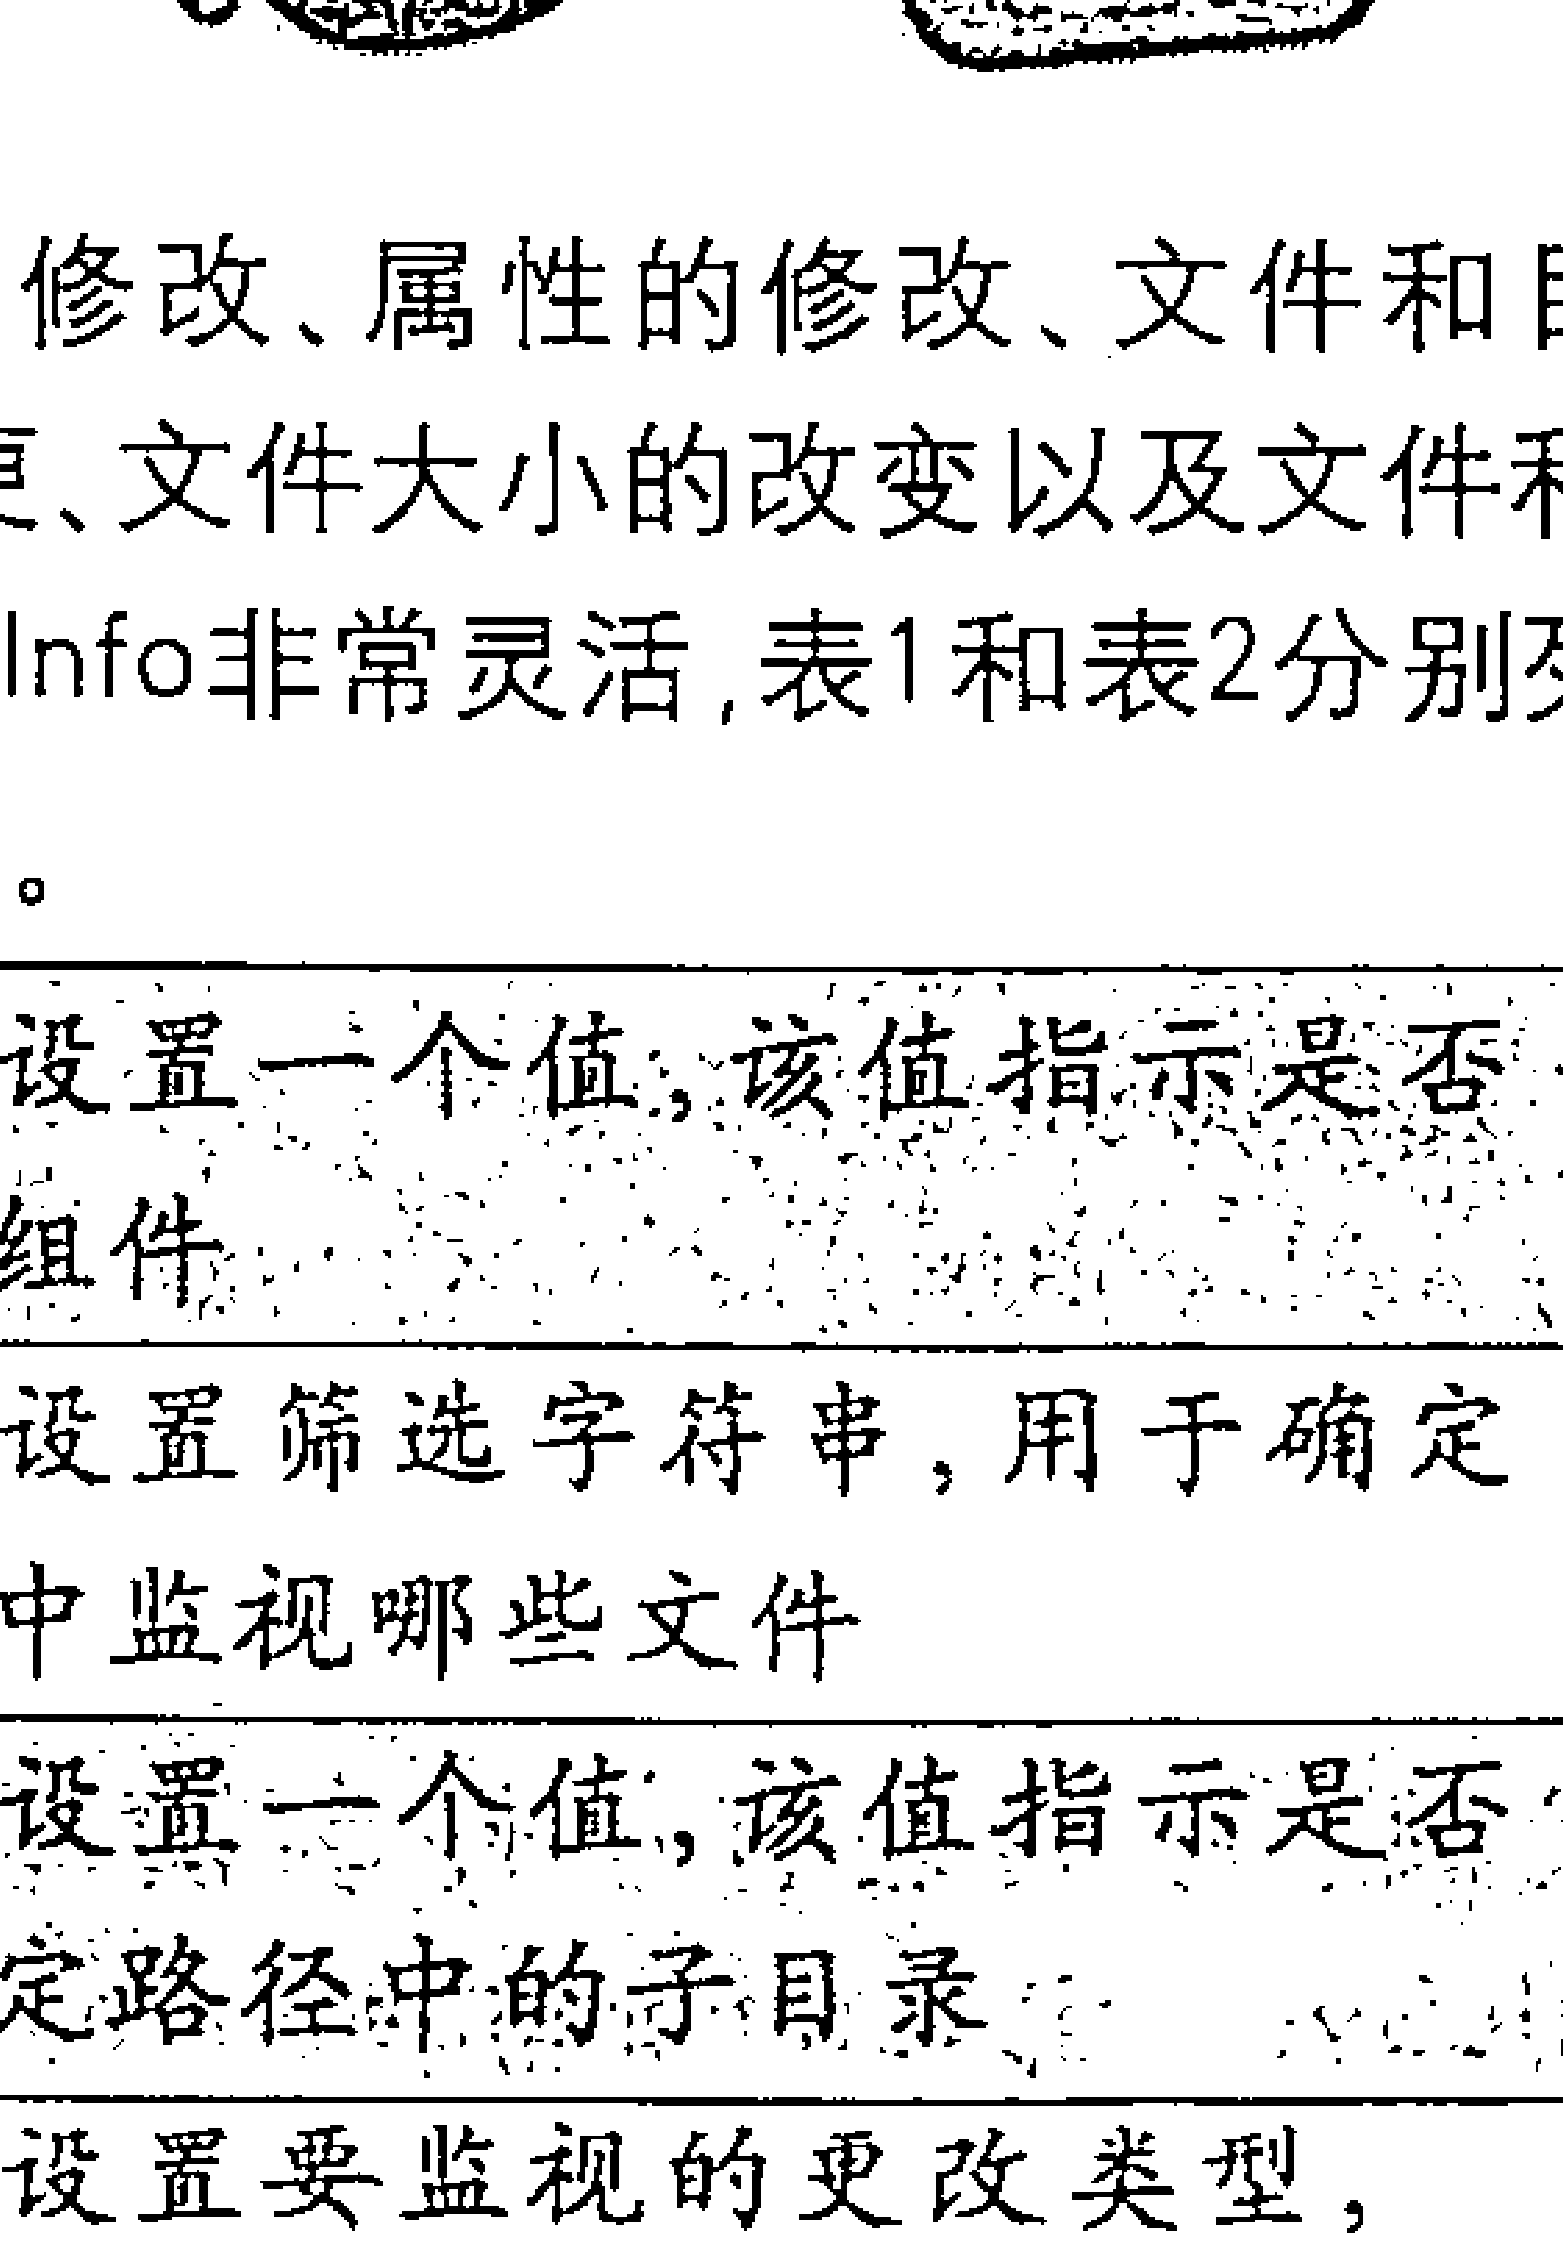 修改、属性的修改、文件和
、文件大小的改变以及文件
Info非常灵活,表1和表2分别
。
设置一个值,该值指示是否
组件
设置筛选字符串,用于确定
中监视哪些文件
设置一个值,该值指示是否
定路径中的子目录
设置要监视的更改类型,